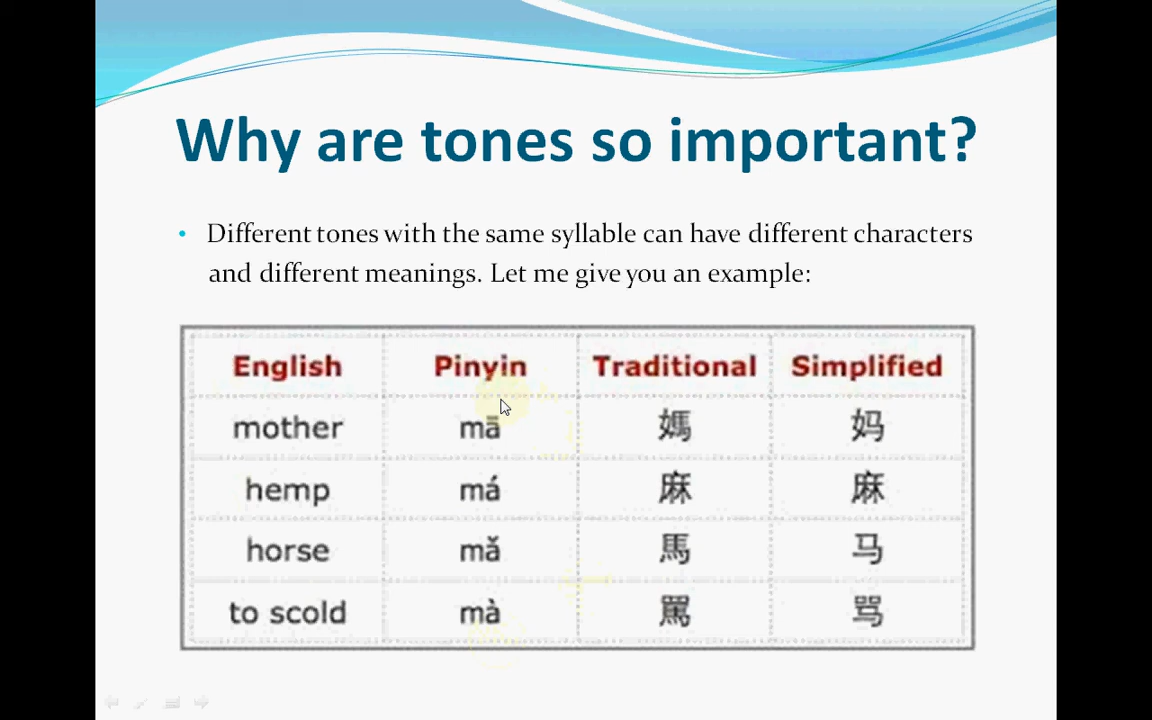 Why are tones so important?
• Different tones with the same syllable can have different characters
and different meanings. Let me give you an example:
English Pinyin Traditional Simplified
mother mā 媽 妈
hemp má 麻 麻
horse mǎ 馬 马
to scold mà 罵 骂